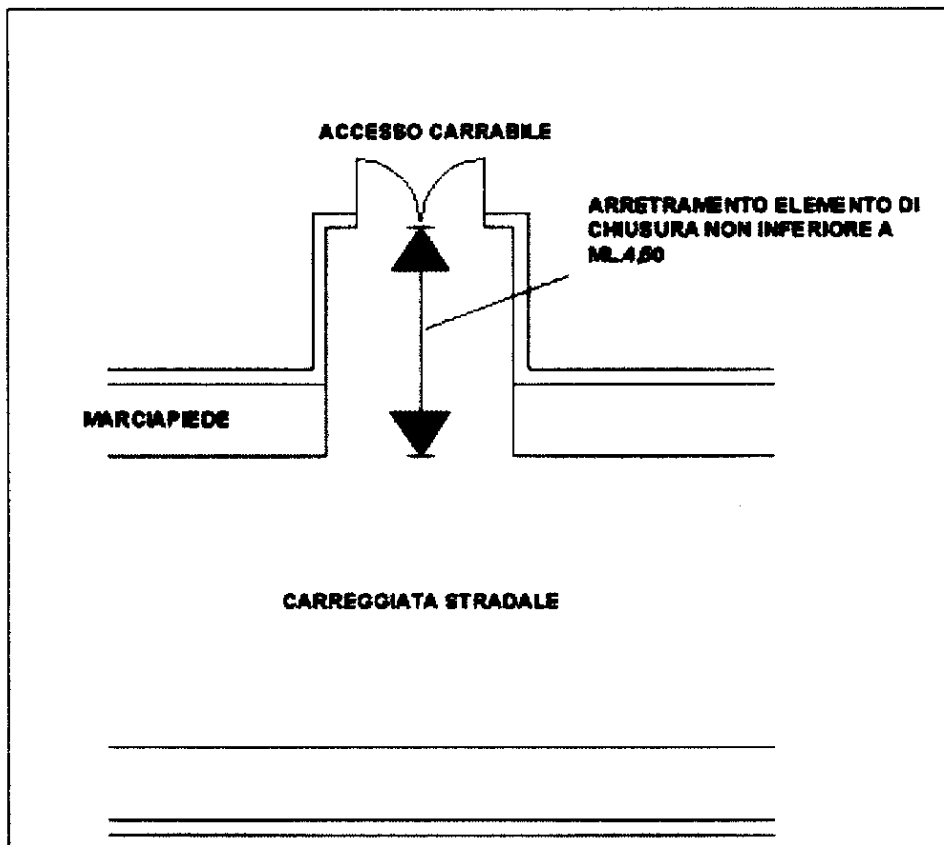 ACCESSO CARRABILE
ARRETRAMENTO ELEMENTO DI
CHIUSURA NON INFERIORE A
ML.4,50
MARCIAPIEDE
CARREGGIATA STRADALE